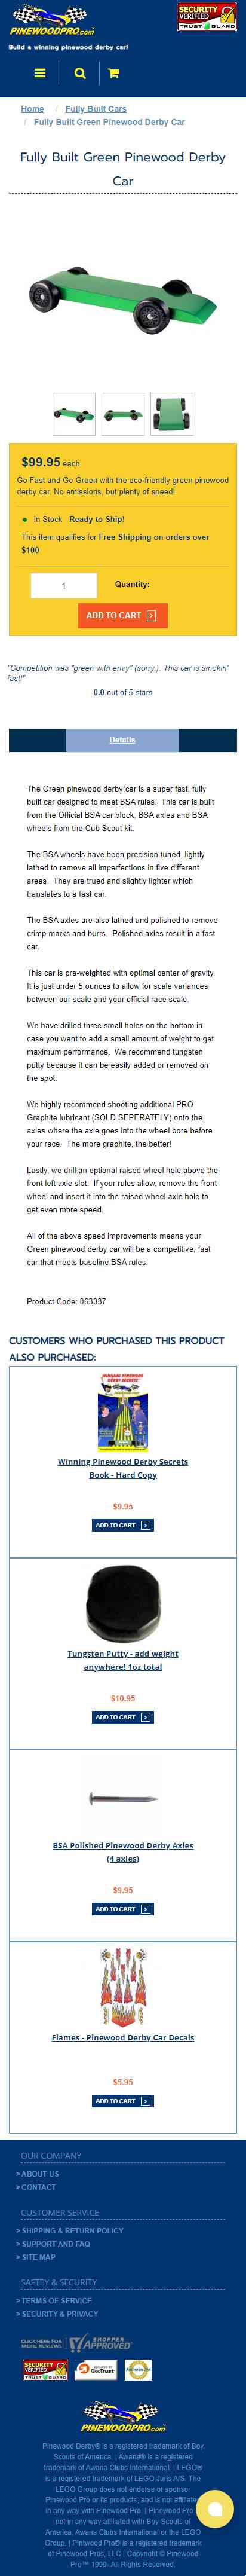 PINEWOODPRO.com
SECURITY
VERIFIED
TRUST GUARD
Build a winning pinewood derby car!
Home / Fully Built Cars
/ Fully Built Green Pinewood Derby Car
Fully Built Green Pinewood Derby
Car
$99.95 each
Go Fast and Go Green with the eco-friendly green pinewood
derby car. No emissions, but plenty of speed!
In Stock Ready to Ship!
This item qualifies for Free Shipping on orders over
$100
1 Quantity:
ADD TO CART
"Competition was "green with envy" (sorry.). This car is smokin'
fast!"
0.0 out of 5 stars
Details
The Green pinewood derby car is a super fast, fully
built car designed to meet BSA rules. This car is built
from the Official BSA car block, BSA axles and BSA
wheels from the Cub Scout kit.
The BSA wheels have been precision tuned, lightly
lathed to remove all imperfections in five different
areas. They are trued and slightly lighter which
translates to a fast car.
The BSA axles are also lathed and polished to remove
crimp marks and burrs. Polished axles result in a fast
car.
This car is pre-weighted with optimal center of gravity.
It is just under 5 ounces to allow for scale variances
between our scale and your official race scale.
We have drilled three small holes on the bottom in
case you want to add a small amount of weight to get
maximum performance. We recommend tungsten
putty because it can be easily added or removed on
the spot.
We highly recommend shooting additional PRO
Graphite lubricant (SOLD SEPERATELY) onto the
axles where the axle goes into the wheel bore before
your race. The more graphite, the better!
Lastly, we drill an optional raised wheel hole above the
front left axle slot. If your rules allow, remove the front
wheel and insert it into the raised wheel axle hole to
get even more speed.
All of the above speed improvements means your
Green pinewood derby car will be a competitive, fast
car that meets baseline BSA rules.
Product Code: 063337
CUSTOMERS WHO PURCHASED THIS PRODUCT
ALSO PURCHASED:
WINNING PINEWOOD
DERBY SECRETS
Winning Pinewood Derby Secrets
Book - Hard Copy
$9.95
ADD TO CART
Tungsten Putty - add weight
anywhere! 1oz total
$10.95
ADD TO CART
BSA Polished Pinewood Derby Axles
(4 axles)
$9.95
ADD TO CART
Flames - Pinewood Derby Car Decals
$5.95
ADD TO CART
OUR COMPANY
> ABOUT US
> CONTACT
CUSTOMER SERVICE
> SHIPPING & RETURN POLICY
> SUPPORT AND FAQ
> SITE MAP
SAFTEY & SECURITY
> TERMS OF SERVICE
> SECURITY & PRIVACY
CLICK HERE FOR
MORE REVIEWS
SHOPPER
APPROVED
SECURITY
VERIFIED
TRUST GUARD
GeoTrust
PINEWOODPRO.com
Pinewood Derby® is a registered trademark of Boy
Scouts of America. | Awana® is a registered
trademark of Awana Clubs International. | LEGO®
is a registered trademark of LEGO Juris A/S. The
LEGO Group does not endorse or sponsor
Pinewood Pro or its products, and is not affiliated
in any way with Pinewood Pro. | Pinewood Pro
not in any way affiliated with Boy Scouts of
America, Awana Clubs International or the LEGO
Group. | Pintwood Pro® is a registered trademark
of Pinewood Pros, LLC | Copyright © Pinewood
Pro™ 1999- All Rights Reserved.